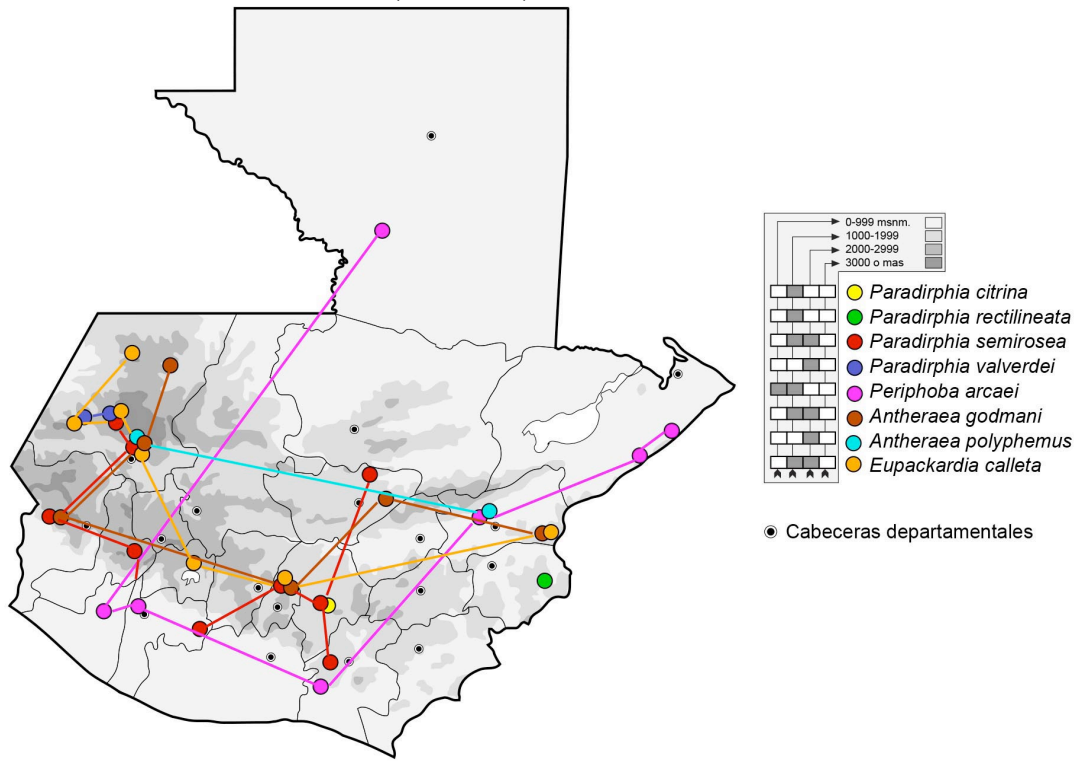 0-999 msnm.
1000-1999
2000-2999
3000 o mas
Paradirphia citrina
Paradirphia rectilineata
Paradirphia semirosea
Paradirphia valverdei
Periphoba arcaei
Antheraea godmani
Antheraea polyphemus
Eupackardia calleta
Cabeceras departamentales